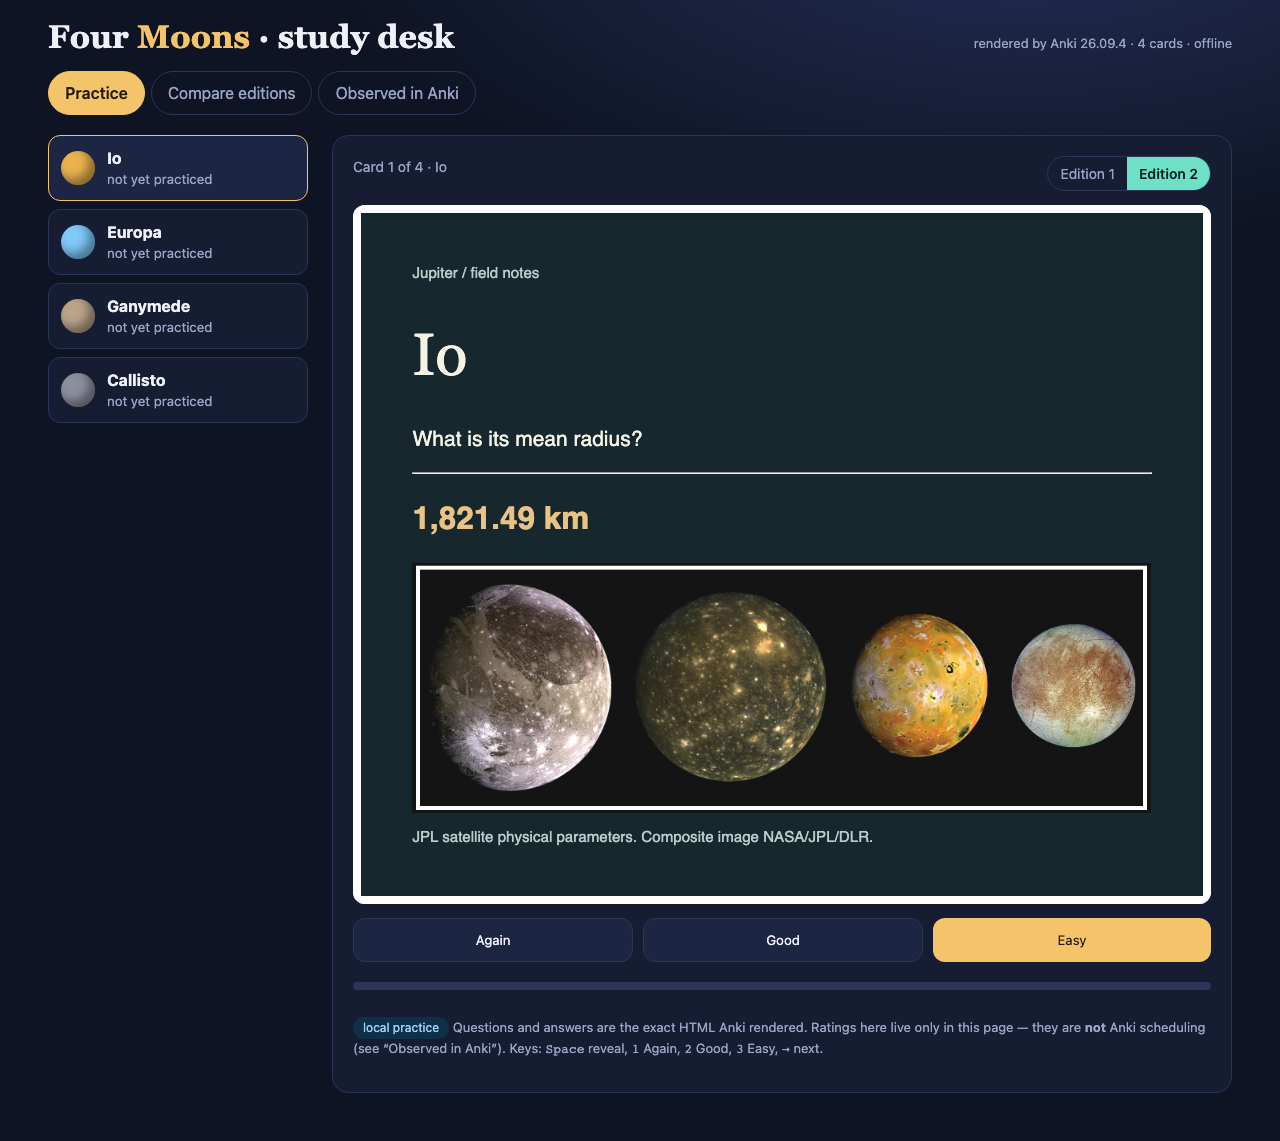 Four Moons · study desk
rendered by Anki 26.09.4 · 4 cards · offline
Practice
Compare editions
Observed in Anki
Io
not yet practiced
Europa
not yet practiced
Ganymede
not yet practiced
Callisto
not yet practiced
Card 1 of 4 · Io
Edition 1
Edition 2
Jupiter / field notes
Io
What is its mean radius?
1,821.49 km
JPL satellite physical parameters. Composite image NASA/JPL/DLR.
Again
Good
Easy
local practice Questions and answers are the exact HTML Anki rendered. Ratings here live only in this page — they are not Anki scheduling
(see “Observed in Anki”). Keys: Space reveal, 1 Again, 2 Good, 3 Easy, → next.